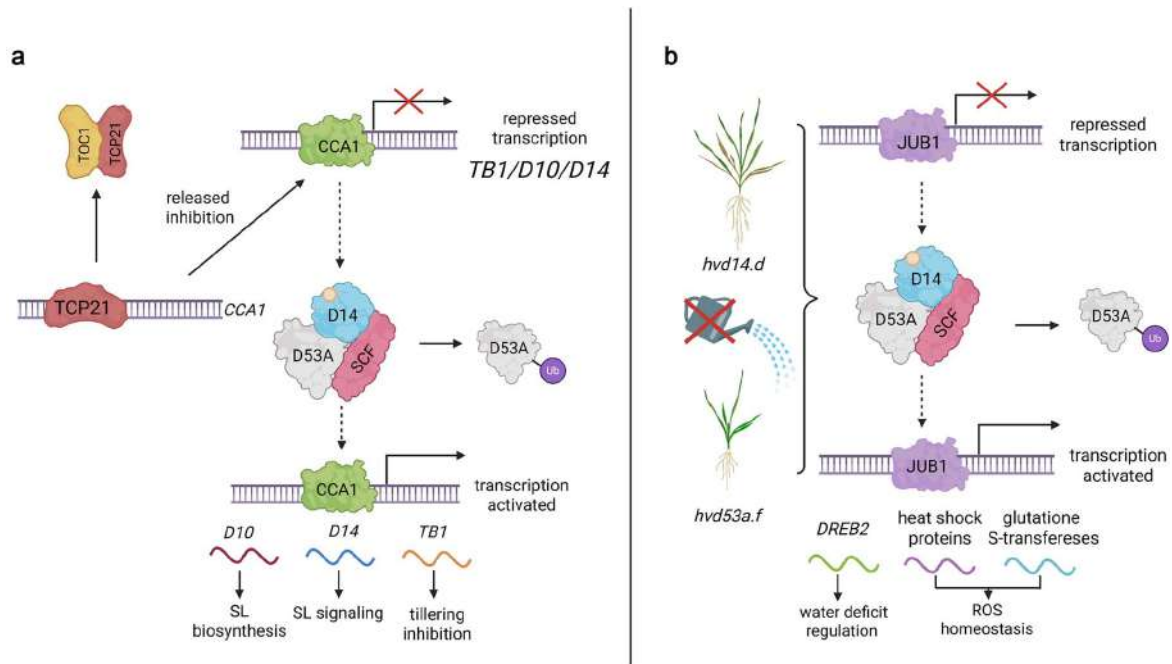 a
TOC1
TCP21
released
inhibition
TCP21
CCA1
CCA1
repressed
transcription
TB1/D10/D14
D14
D53A
SCF
D53A
Ub
CCA1
transcription
activated
D10
D14
TB1
SL
biosynthesis
SL signaling
tillering
inhibition
b
hvd14.d
hvd53a.f
JUB1
repressed
transcription
D14
D53A
SCF
D53A
Ub
JUB1
transcription
activated
DREB2
heat shock
proteins
glutatione
S-transfereses
water deficit
regulation
ROS
homeostasis